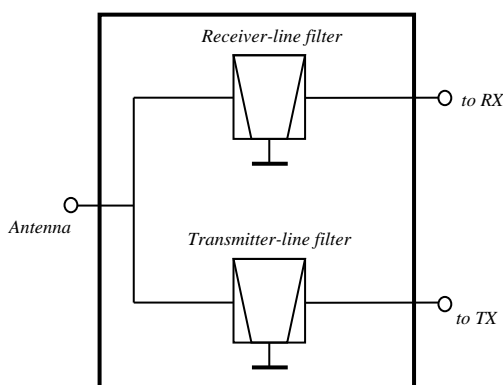 Receiver-line filter
to RX
Antenna
Transmitter-line filter
to TX